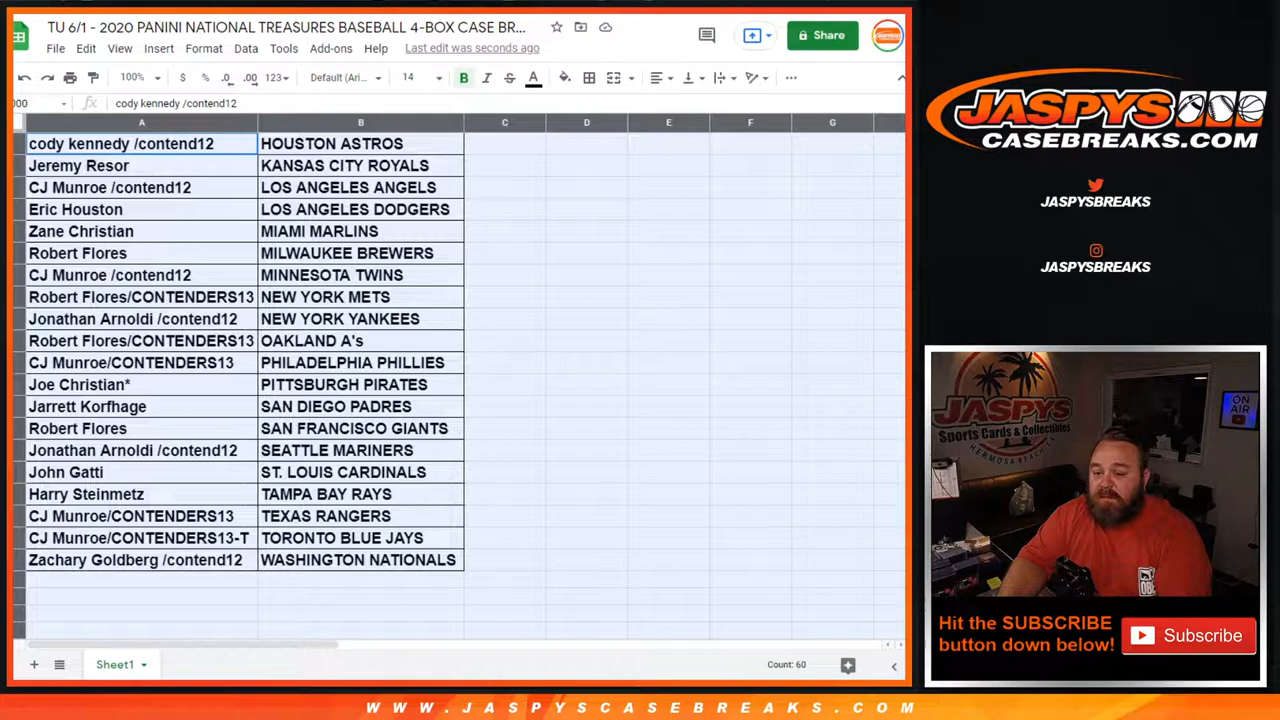 TU 6/1 - 2020 PANINI NATIONAL TREASURES BASEBALL 4-BOX CASE BR...
File Edit View Insert Format Data Tools Add-ons Help Last edit was seconds ago
Share
100% $ % .0 .00 123 Default (Ari... 14 B I S A
000 fx cody kennedy /contend12
A B C D E F G
cody kennedy /contend12 HOUSTON ASTROS
Jeremy Resor KANSAS CITY ROYALS
CJ Munroe /contend12 LOS ANGELES ANGELS
Eric Houston LOS ANGELES DODGERS
Zane Christian MIAMI MARLINS
Robert Flores MILWAUKEE BREWERS
CJ Munroe /contend12 MINNESOTA TWINS
Robert Flores/CONTENDERS13 NEW YORK METS
Jonathan Arnoldi /contend12 NEW YORK YANKEES
Robert Flores/CONTENDERS13 OAKLAND A's
CJ Munroe/CONTENDERS13 PHILADELPHIA PHILLIES
Joe Christian* PITTSBURGH PIRATES
Jarrett Korfhage SAN DIEGO PADRES
Robert Flores SAN FRANCISCO GIANTS
Jonathan Arnoldi /contend12 SEATTLE MARINERS
John Gatti ST. LOUIS CARDINALS
Harry Steinmetz TAMPA BAY RAYS
CJ Munroe/CONTENDERS13 TEXAS RANGERS
CJ Munroe/CONTENDERS13-T TORONTO BLUE JAYS
Zachary Goldberg /contend12 WASHINGTON NATIONALS
Sheet1
Count: 60
JASPYS
CASEBREAKS.COM
JASPYSBREAKS
JASPYSBREAKS
JASPYS
Sports Cards & Collectibles
HERMOSA BEACH CA
ON AIR
Hit the SUBSCRIBE
button down below!
Subscribe
WWW.JASPYSCASEBREAKS.COM